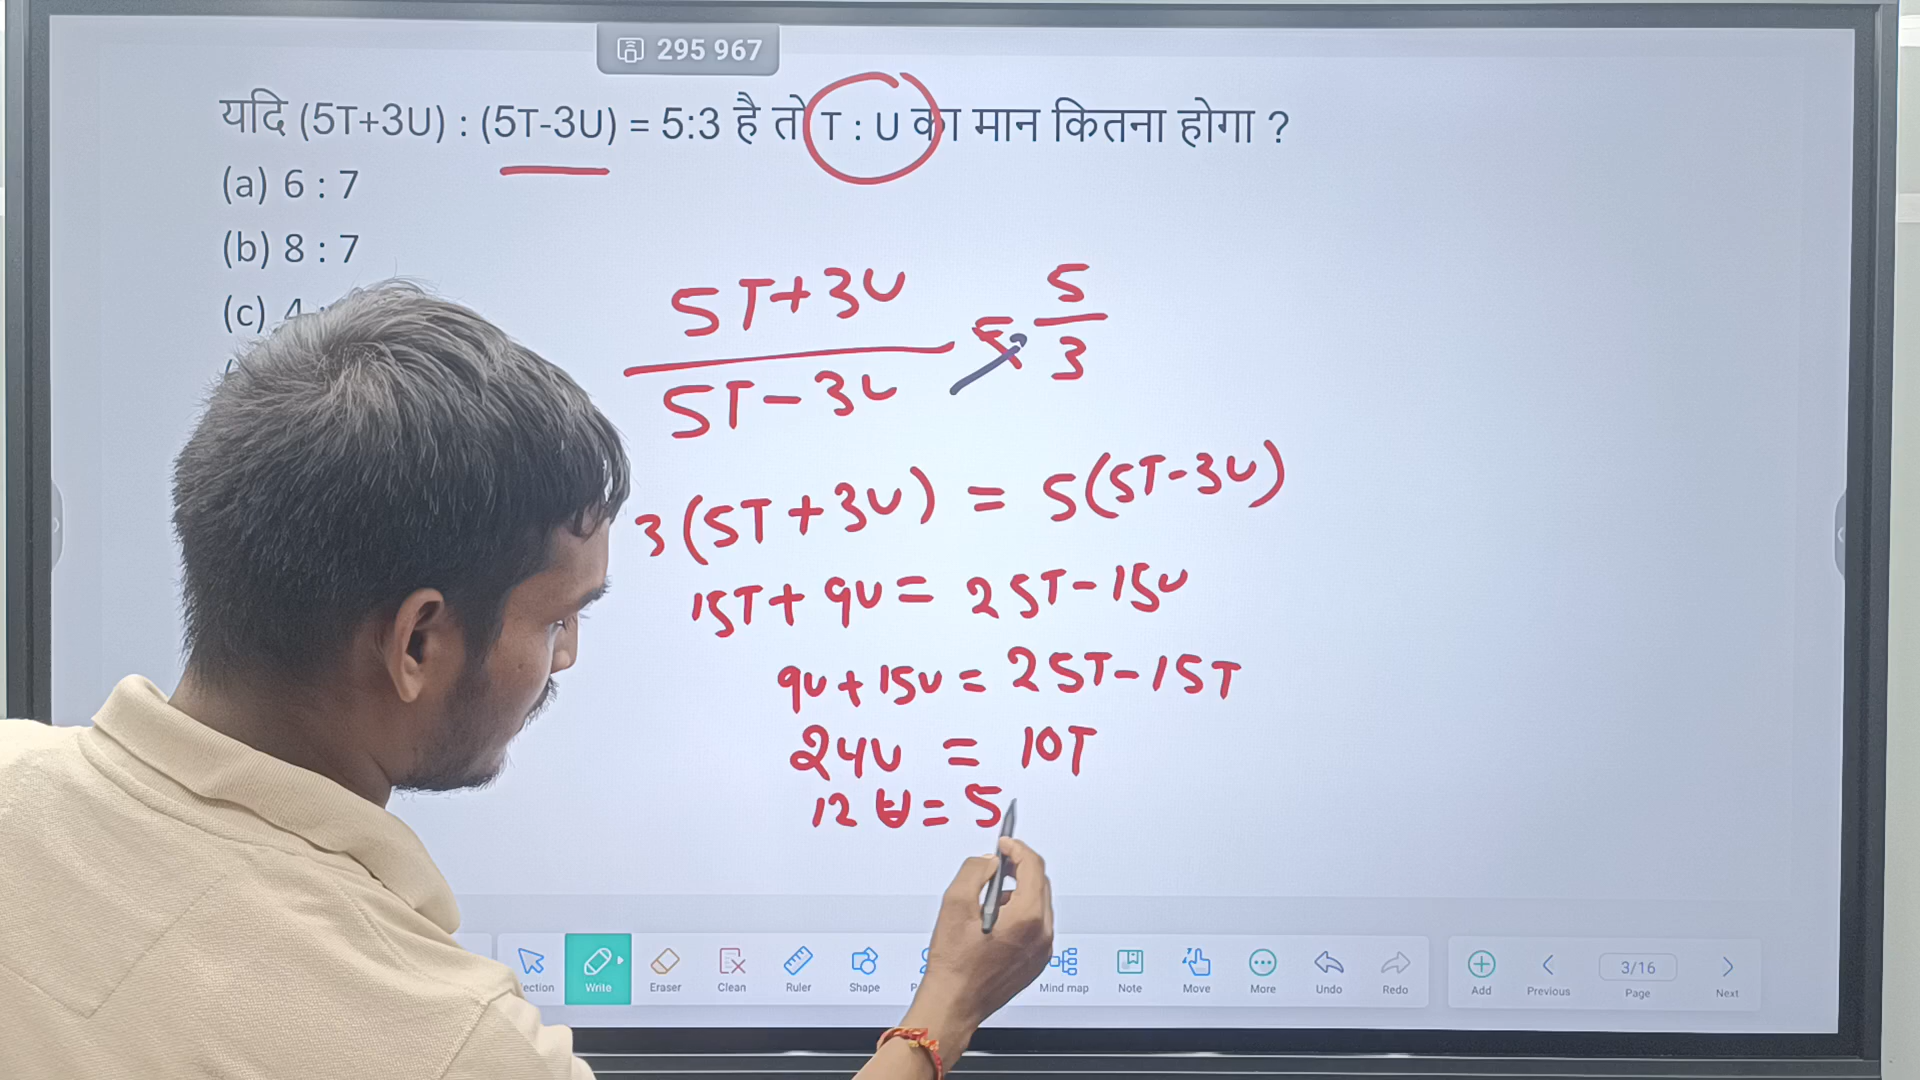 295 967
यदि (5T+3U) : (5T-3U) = 5:3 है तो T : U का मान कितना होगा ?
(a) 6 : 7
(b) 8 : 7
(c) 4 :
5T+3U
5
5T-3U
3
3(5T+3U) = 5(5T-3U)
15T+9U = 25T-15U
9U+15U = 25T-15T
24U = 10T
12U = 5
Write
Eraser
Clean
Ruler
Shape
Mind map
Note
Move
More
Undo
Redo
Add
Previous
3/16
Page
Next